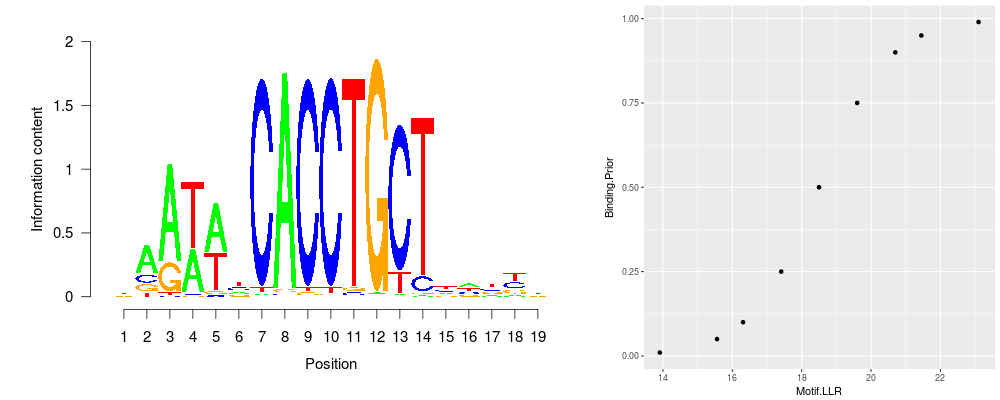 Information content
2
1.5
1
0.5
0
1 2 3 4 5 6 7 8 9 10 11 12 13 14 15 16 17 18 19
Position
A C G
A G T
T A
A T
C
A
C
C
T
G
C T
T C
T C
Binding.Prior
1.00
0.75
0.50
0.25
0.00
14 16 18 20 22
Motif.LLR